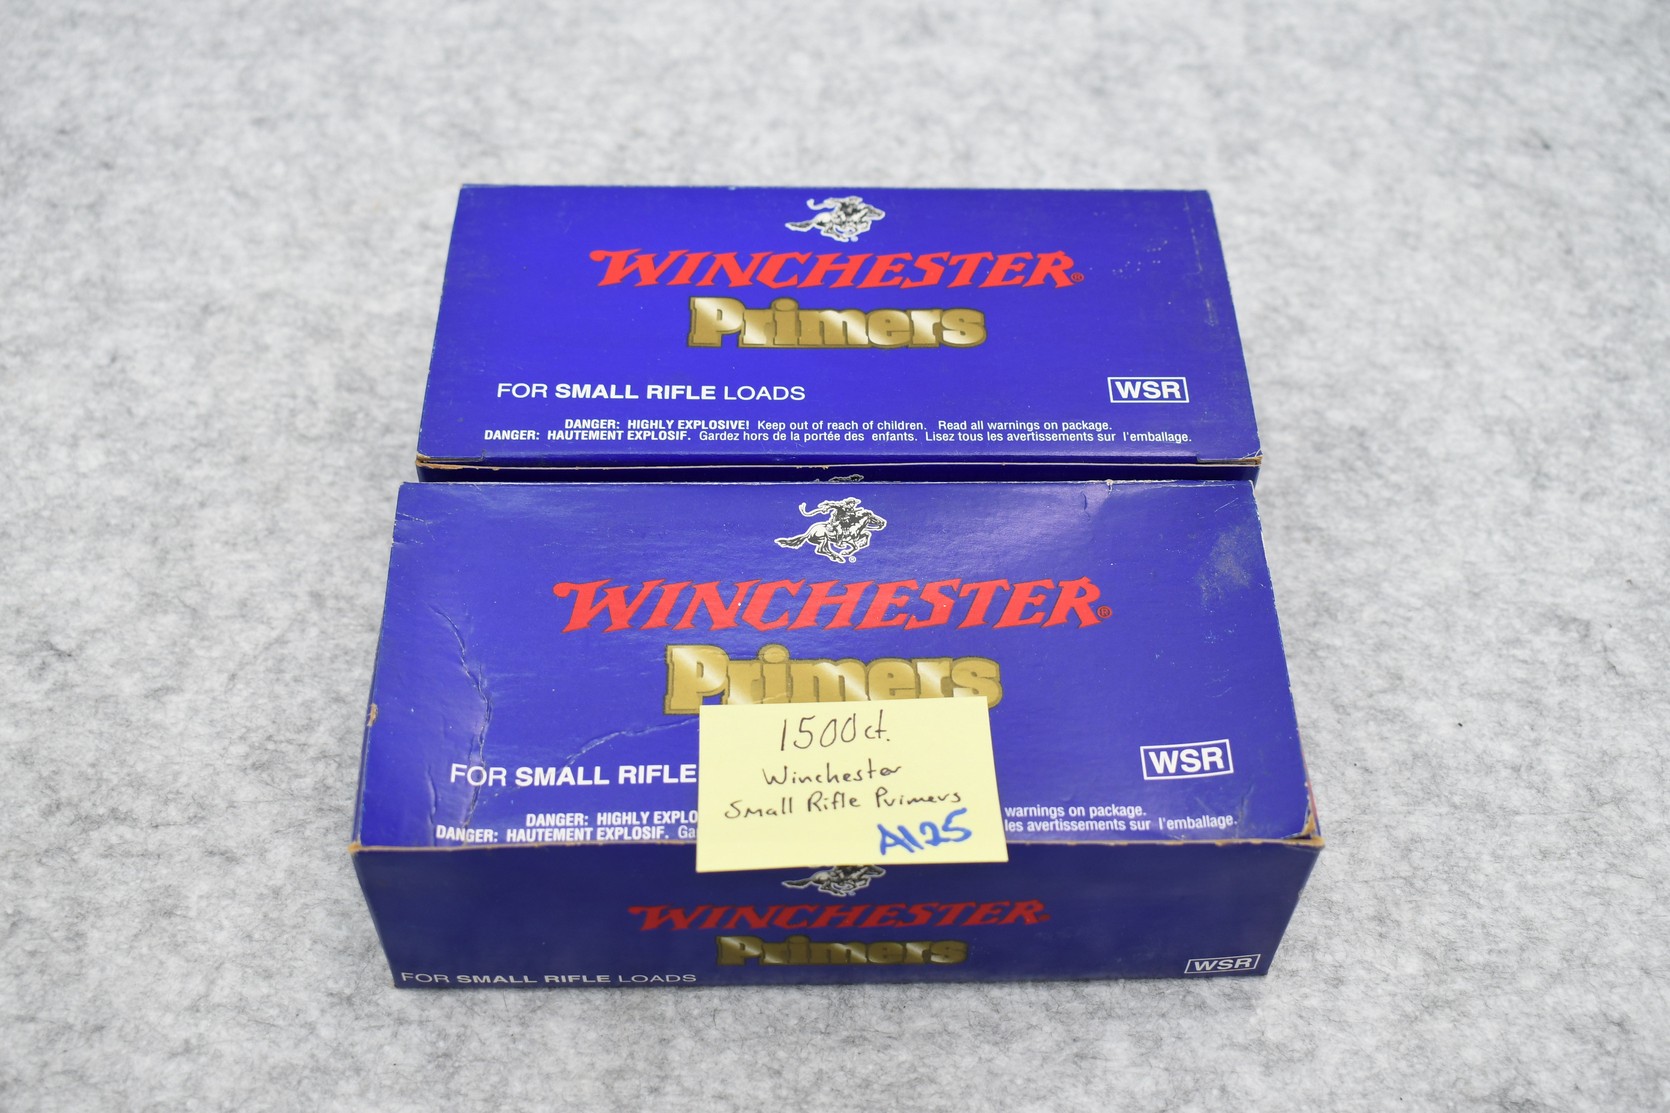 WINCHESTER®
Primers
FOR SMALL RIFLE LOADS
WSR
DANGER: HIGHLY EXPLOSIVE! Keep out of reach of children. Read all warnings on package.
DANGER: HAUTEMENT EXPLOSIF. Gardez hors de la portée des enfants. Lisez tous les avertissements sur l'emballage.
WINCHESTER®
Primers
FOR SMALL RIFLE
WSR
1500ct.
Winchester
Small Rifle Primers
A125
DANGER: HIGHLY EXPLO warnings on package.
DANGER: HAUTEMENT EXPLOSIF. Ga les avertissements sur l'emballage.
WINCHESTER
Primers
FOR SMALL RIFLE LOADS
WSR